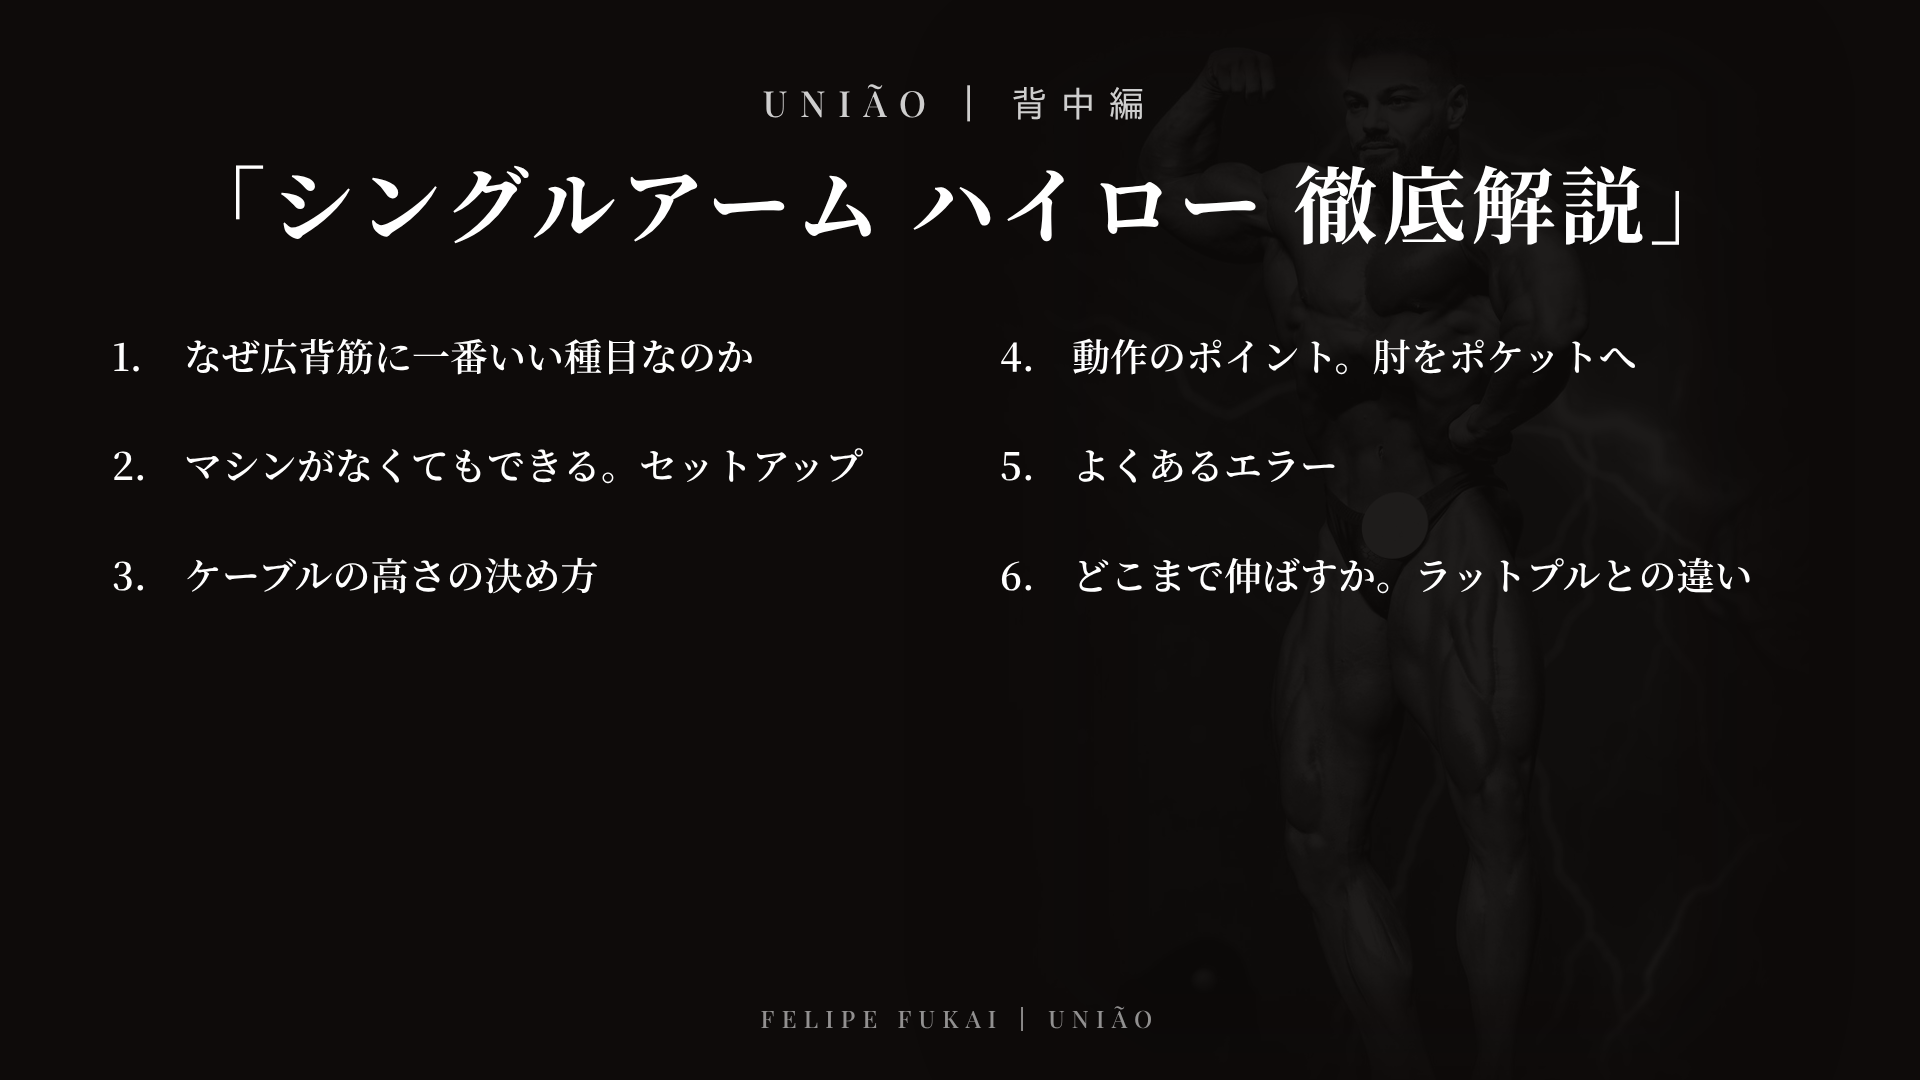 UNIÃO | 背中編
「シングルアーム ハイロー 徹底解説」
1. なぜ広背筋に一番いい種目なのか
2. マシンがなくてもできる。セットアップ
3. ケーブルの高さの決め方
4. 動作のポイント。肘をポケットへ
5. よくあるエラー
6. どこまで伸ばすか。ラットプルとの違い
FELIPE FUKAI | UNIÃO